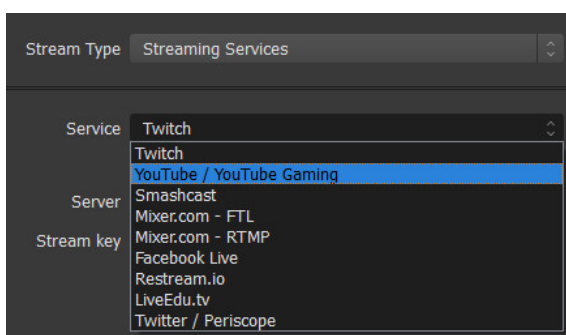 Stream Type Streaming Services
Service Twitch
Twitch
YouTube / YouTube Gaming
Server Smashcast
Mixer.com - FTL
Stream key Mixer.com - RTMP
Facebook Live
Restream.io
LiveEdu.tv
Twitter / Periscope